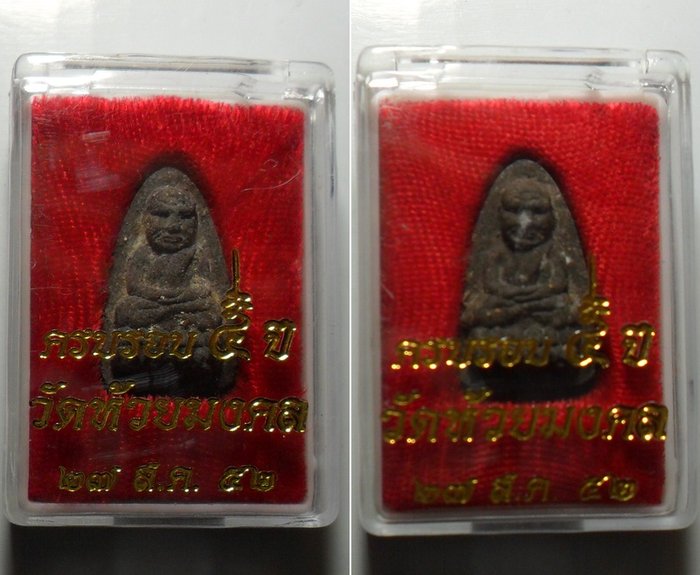 ครบรอบ ๕ ปี
วัดห้วยมงคล
๒๗ ส.ค. ๕๒
ครบรอบ ๕ ปี
วัดห้วยมงคล
๒๗ ส.ค. ๕๒